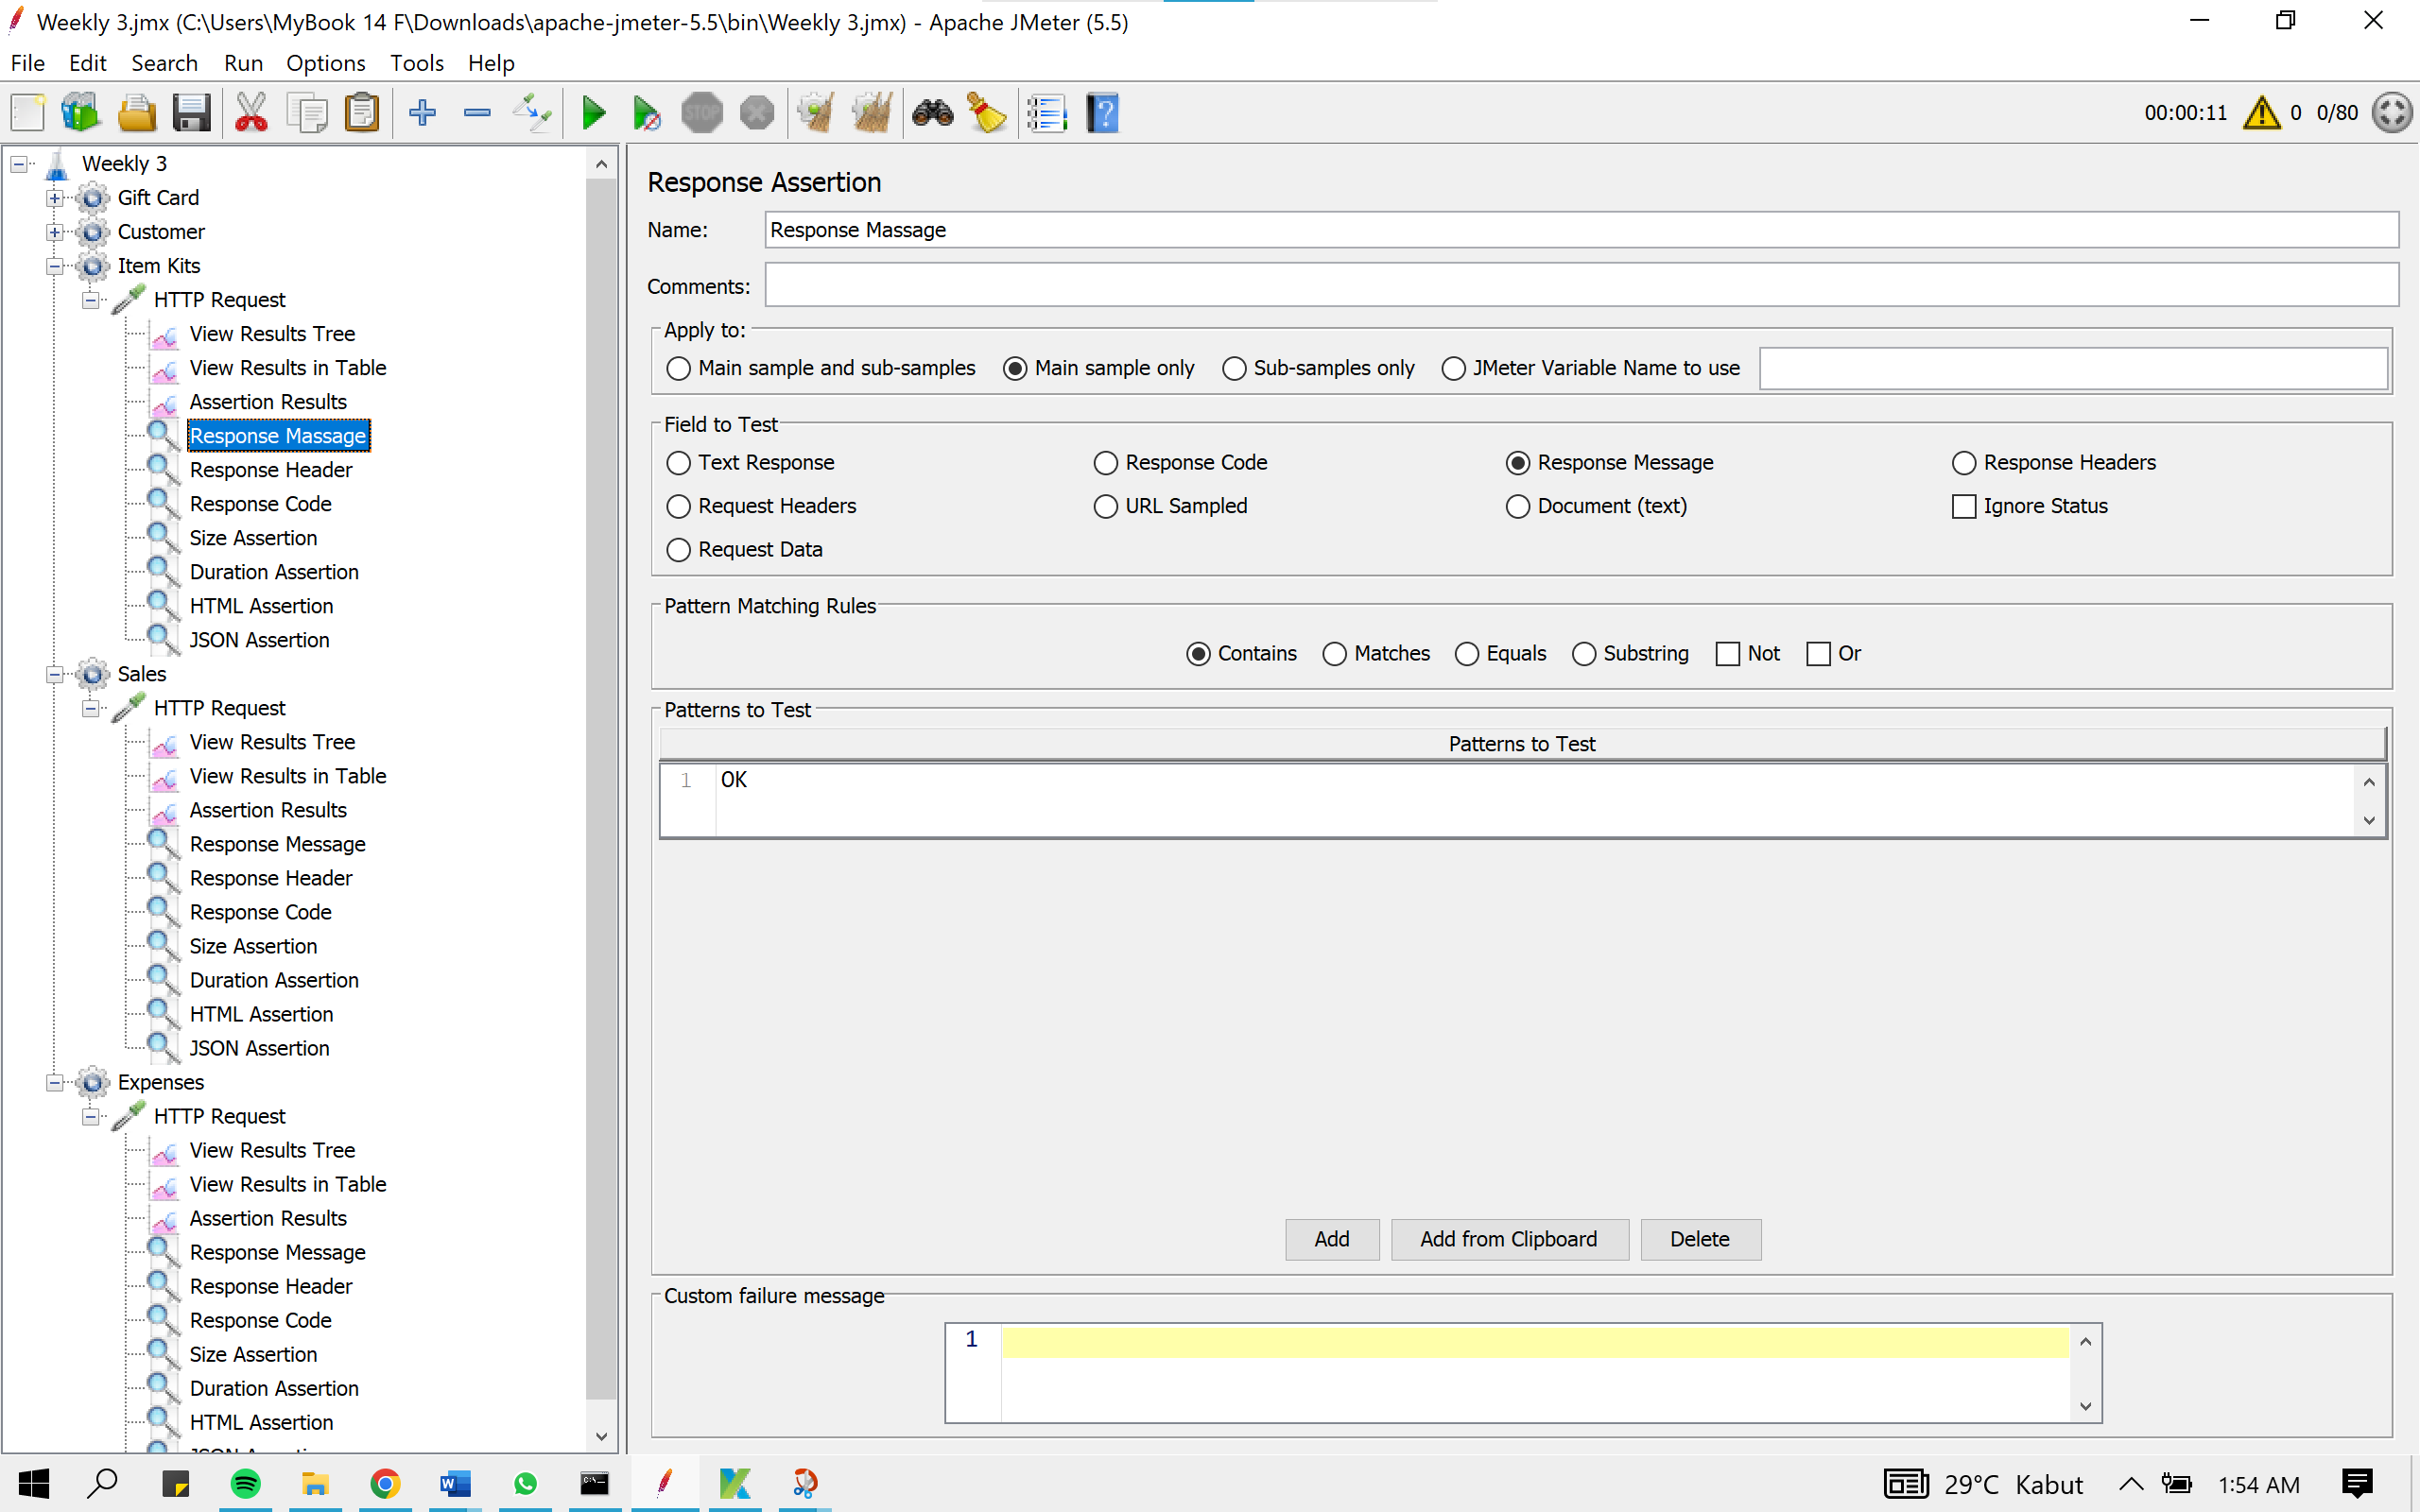 Weekly 3.jmx (C:\Users\MyBook 14 F\Downloads\apache-jmeter-5.5\bin\Weekly 3.jmx) - Apache JMeter (5.5)
File Edit Search Run Options Tools Help
STOP
00:00:11 0 0/80
Weekly 3
Gift Card
Customer
Item Kits
HTTP Request
View Results Tree
View Results in Table
Assertion Results
Response Massage
Response Header
Response Code
Size Assertion
Duration Assertion
HTML Assertion
JSON Assertion
Sales
HTTP Request
View Results Tree
View Results in Table
Assertion Results
Response Message
Response Header
Response Code
Size Assertion
Duration Assertion
HTML Assertion
JSON Assertion
Expenses
HTTP Request
View Results Tree
View Results in Table
Assertion Results
Response Message
Response Header
Response Code
Size Assertion
Duration Assertion
HTML Assertion
Response Assertion
Name: Response Massage
Comments:
Apply to:
Main sample and sub-samples Main sample only Sub-samples only JMeter Variable Name to use
Field to Test
Text Response Response Code Response Message Response Headers
Request Headers URL Sampled Document (text) Ignore Status
Request Data
Pattern Matching Rules
Contains Matches Equals Substring Not Or
Patterns to Test
Patterns to Test
1 OK
Add Add from Clipboard Delete
Custom failure message
1
29°C Kabut 1:54 AM